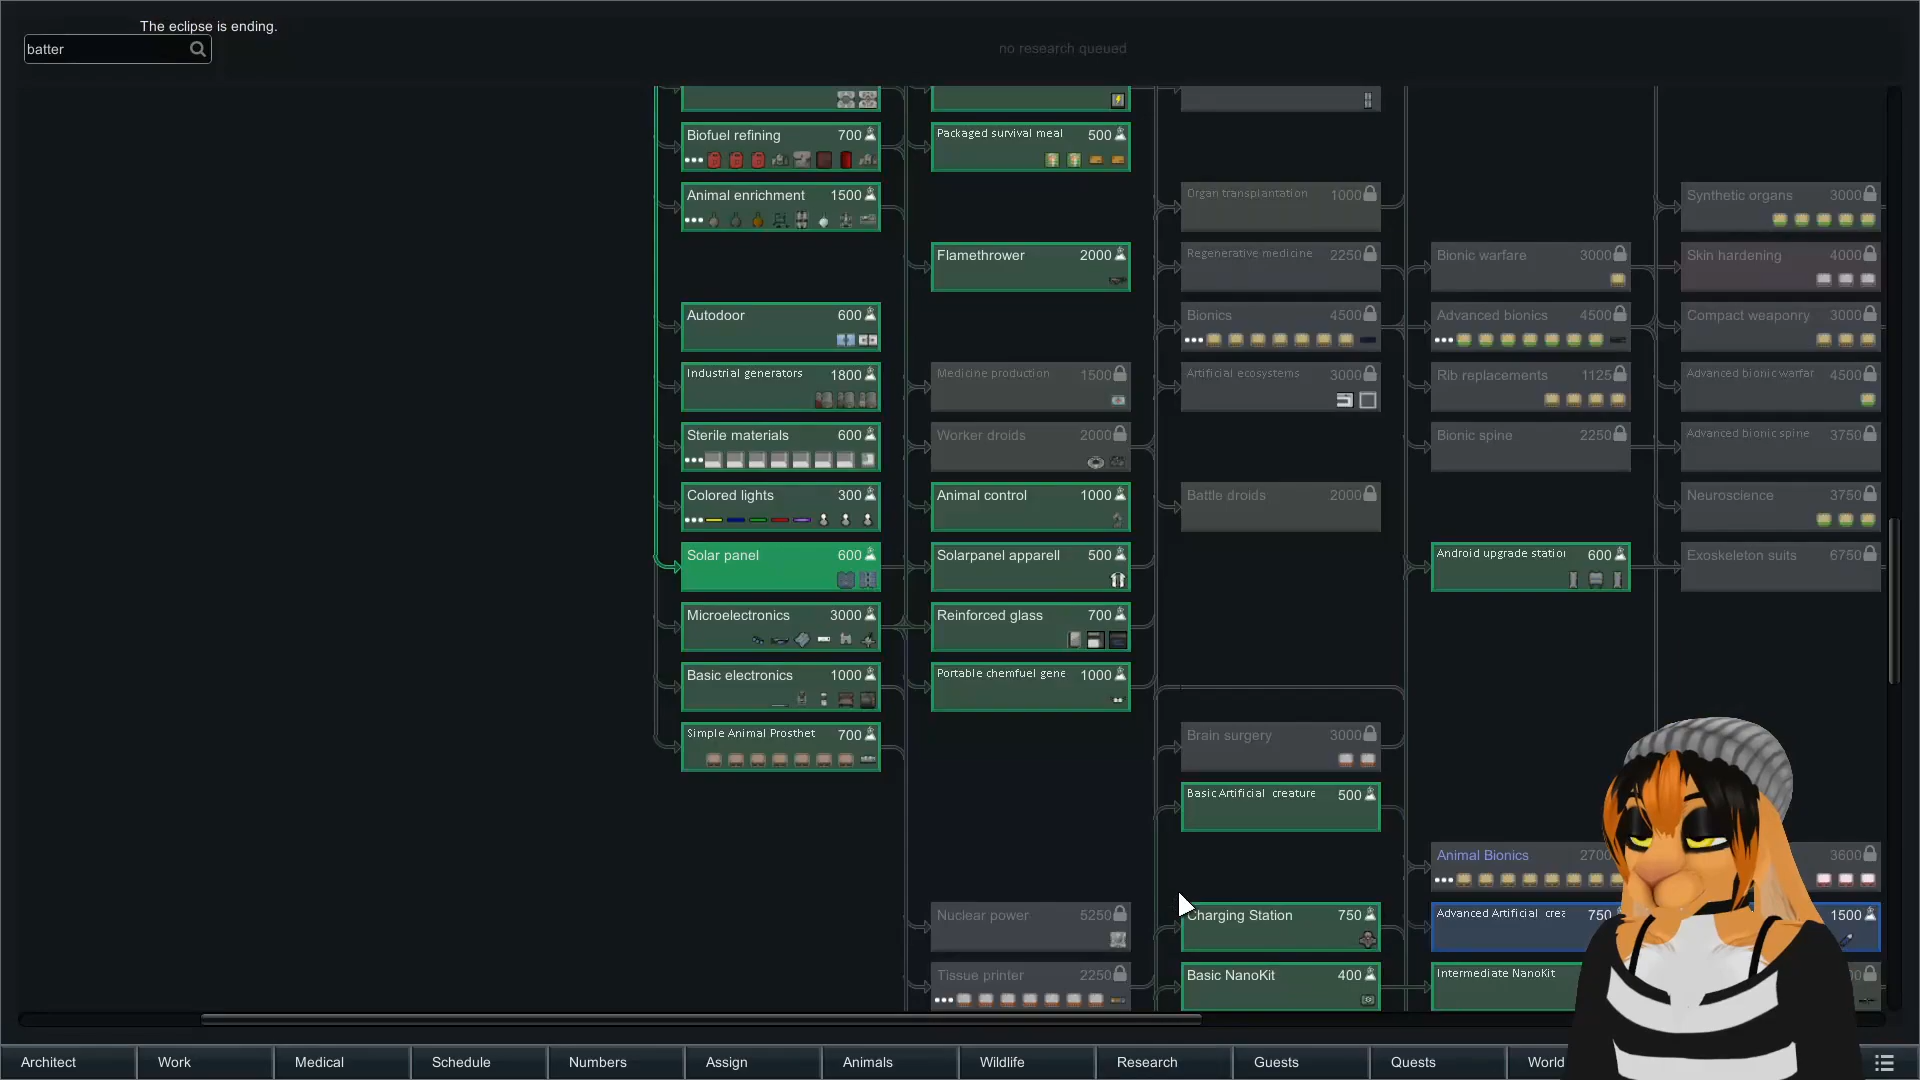 The eclipse is ending.
batter
no research queued
Biofuel refining 700
Packaged survival meal 500
Animal enrichment 1500
Organ transplantation 1000
Synthetic organs 3000
Flamethrower 2000
Regenerative medicine 2250
Bionic warfare 3000
Skin hardening 4000
Autodoor 600
Bionics 4500
Advanced bionics 4500
Compact weaponry 3000
Industrial generators 1800
Medicine production 1500
Artificial ecosystems 3000
Rib replacements 1125
Advanced bionic warfar 4500
Sterile materials 600
Worker droids 2000
Bionic spine 2250
Advanced bionic spine 3750
Colored lights 300
Animal control 1000
Battle droids 2000
Neuroscience 3750
Solar panel 600
Solarpanel apparell 500
Android upgrade station 600
Exoskeleton suits 6750
Microelectronics 3000
Reinforced glass 700
Basic electronics 1000
Portable chemfuel gene 1000
Simple Animal Prosthet 700
Brain surgery 3000
Basic Artificial creature 500
Animal Bionics 2700
3600
Nuclear power 5250
Charging Station 750
Advanced Artificial crea 750
1500
Tissue printer 2250
Basic NanoKit 400
Intermediate NanoKit
Architect Work Medical Schedule Numbers Assign Animals Wildlife Research Guests Quests World